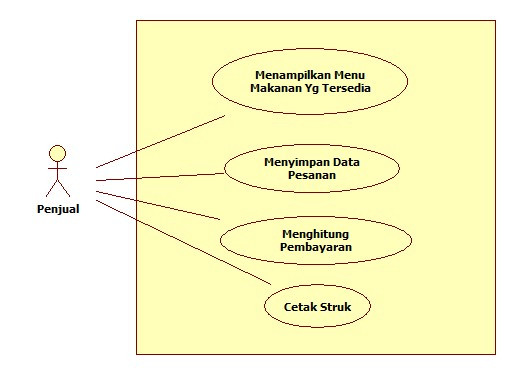 Menampilkan Menu
Makanan Yg Tersedia
Menyimpan Data
Pesanan
Penjual
Menghitung
Pembayaran
Cetak Struk